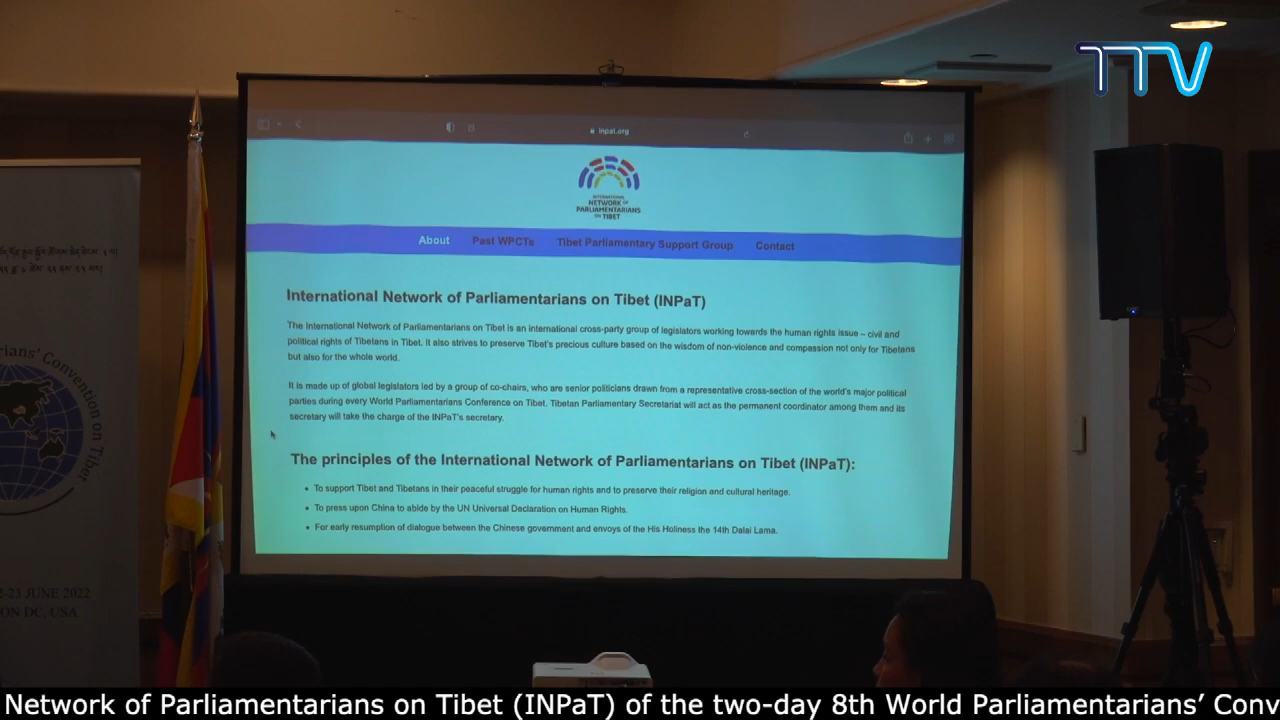 TTV
inpat.org
INTERNATIONAL
NETWORK OF
PARLIAMENTARIANS
ON TIBET
About Past WPCTs Tibet Parliamentary Support Group Contact
International Network of Parliamentarians on Tibet (INPaT)
The International Network of Parliamentarians on Tibet is an international cross-party group of legislators working towards the human rights issue – civil and
political rights of Tibetans in Tibet. It also strives to preserve Tibet's precious culture based on the wisdom of non-violence and compassion not only for Tibetans
but also for the whole world.
It is made up of global legislators led by a group of co-chairs, who are senior politicians drawn from a representative cross-section of the world's major political
parties during every World Parliamentarians Conference on Tibet. Tibetan Parliamentary Secretariat will act as the permanent coordinator among them and its
secretary will take the charge of the INPaT's secretary.
The principles of the International Network of Parliamentarians on Tibet (INPaT):
• To support Tibet and Tibetans in their peaceful struggle for human rights and to preserve their religion and cultural heritage.
• To press upon China to abide by the UN Universal Declaration on Human Rights.
• For early resumption of dialogue between the Chinese government and envoys of the His Holiness the 14th Dalai Lama.
arians' Convention on Tibet
2-23 JUNE 2022
ON DC, USA
Network of Parliamentarians on Tibet (INPaT) of the two-day 8th World Parliamentarians' Conv